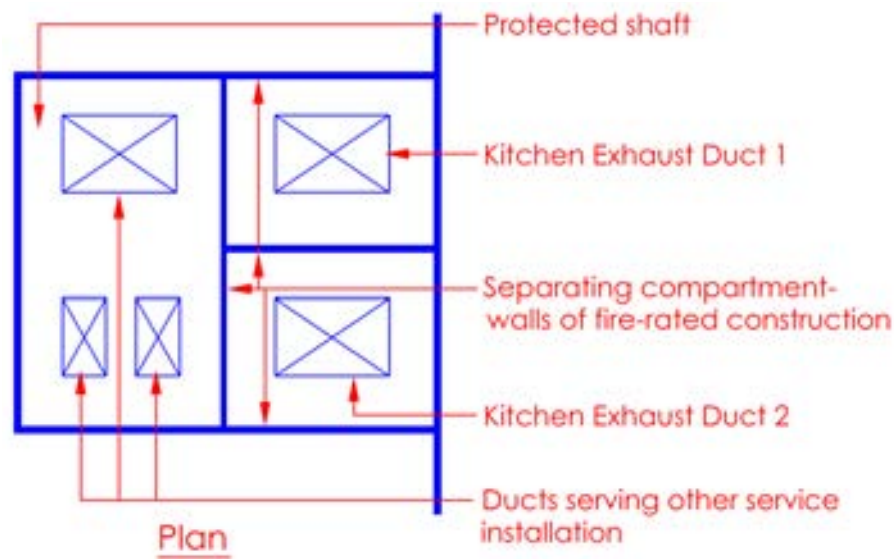 Protected shaft
Kitchen Exhaust Duct 1
Separating compartment-
walls of fire-rated construction
Kitchen Exhaust Duct 2
Ducts serving other service
installation
Plan